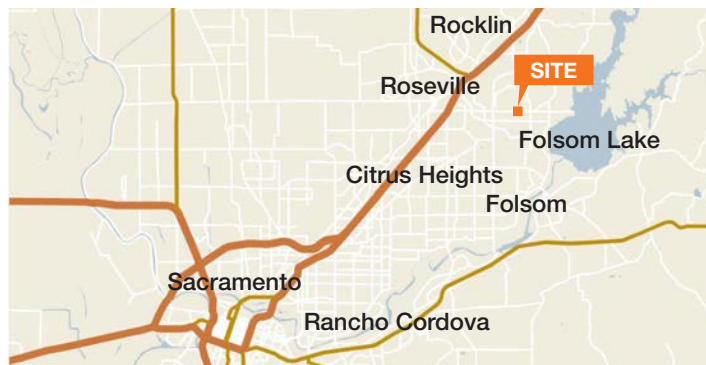 Rocklin
SITE
Roseville
Folsom Lake
Citrus Heights
Folsom
Sacramento
Rancho Cordova